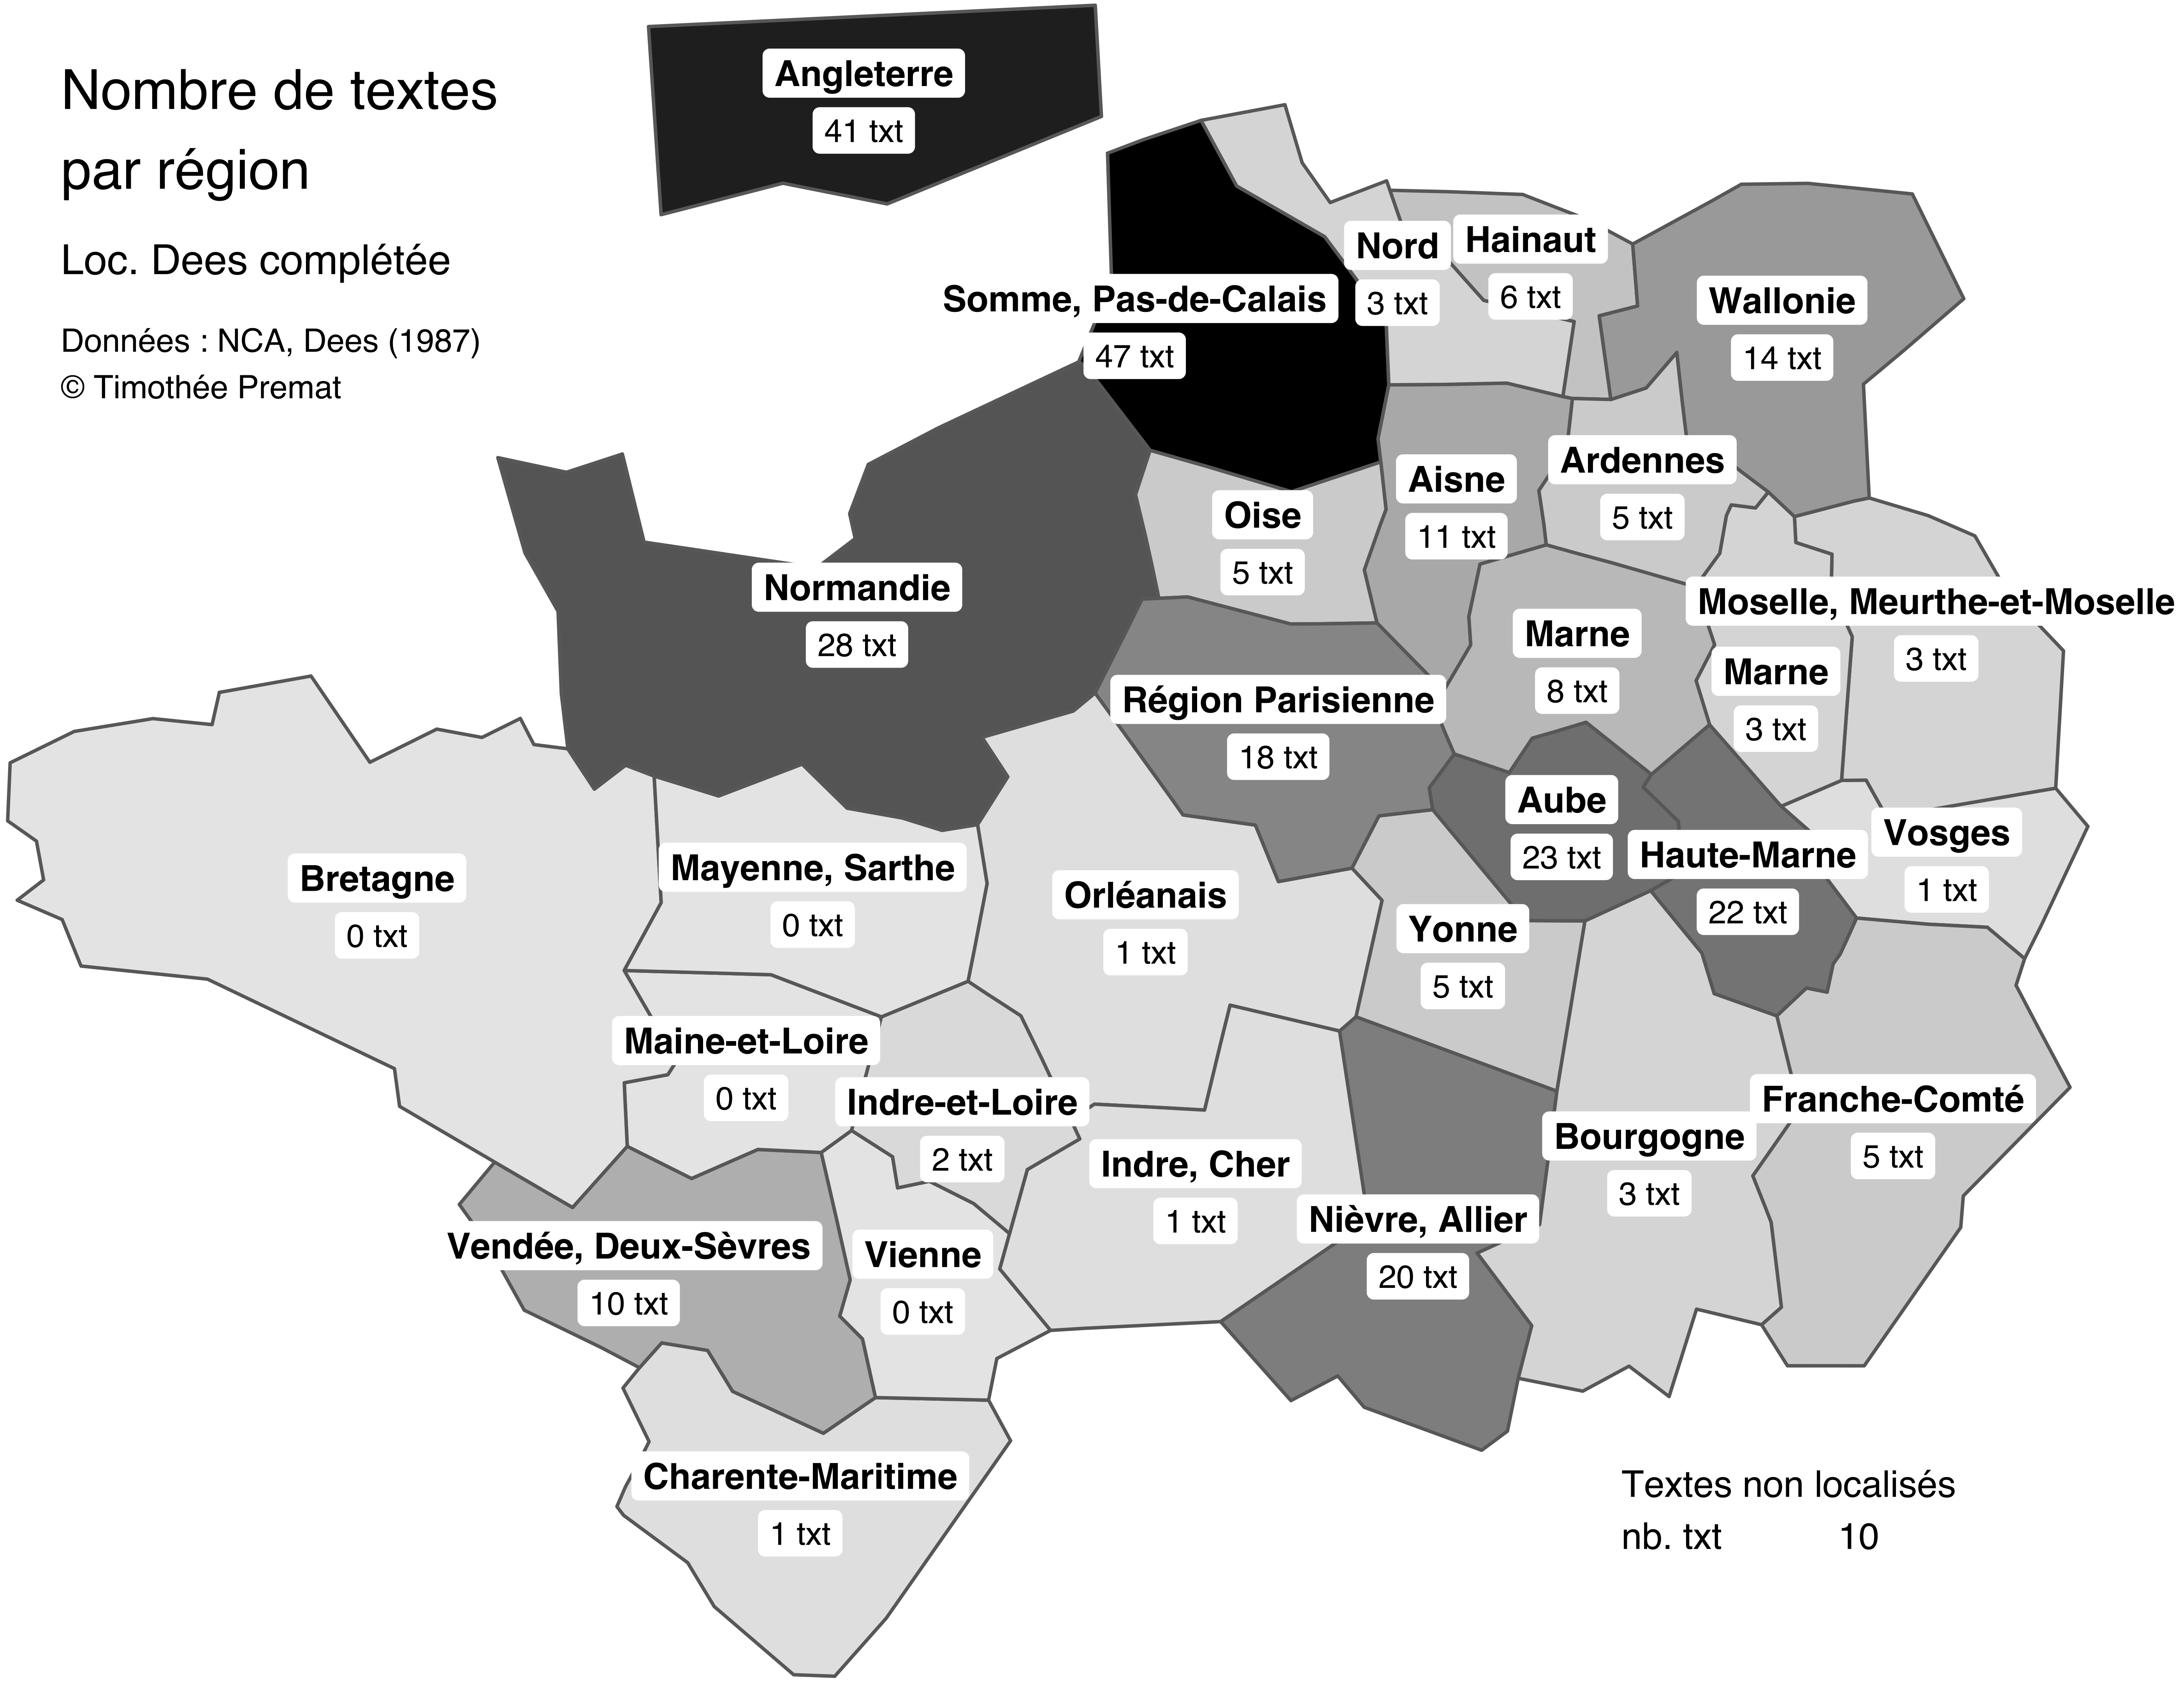 Nombre de textes
par région
Loc. Dees complétée
Données : NCA, Dees (1987)
© Timothée Premat
Angleterre
41 txt
Nord
3 txt
Hainaut
6 txt
Somme, Pas-de-Calais
47 txt
Wallonie
14 txt
Ardennes
5 txt
Aisne
11 txt
Oise
5 txt
Normandie
28 txt
Moselle, Meurthe-et-Moselle
3 txt
Marne
8 txt
Marne
3 txt
Région Parisienne
18 txt
Aube
23 txt
Haute-Marne
22 txt
Vosges
1 txt
Bretagne
0 txt
Mayenne, Sarthe
0 txt
Orléanais
1 txt
Yonne
5 txt
Maine-et-Loire
0 txt
Indre-et-Loire
2 txt
Franche-Comté
5 txt
Bourgogne
3 txt
Indre, Cher
1 txt
Nièvre, Allier
20 txt
Vendée, Deux-Sèvres
10 txt
Vienne
0 txt
Charente-Maritime
1 txt
Textes non localisés
nb. txt 10